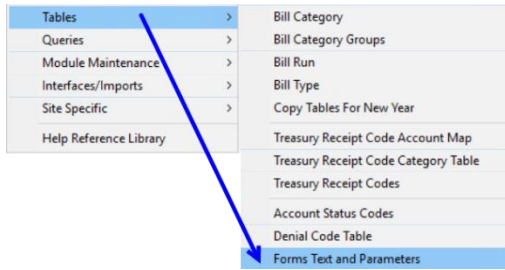 Tables
Queries
Module Maintenance
Interfaces/Imports
Site Specific
Help Reference Library
Bill Category
Bill Category Groups
Bill Run
Bill Type
Copy Tables For New Year
Treasury Receipt Code Account Map
Treasury Receipt Code Category Table
Treasury Receipt Codes
Account Status Codes
Denial Code Table
Forms Text and Parameters